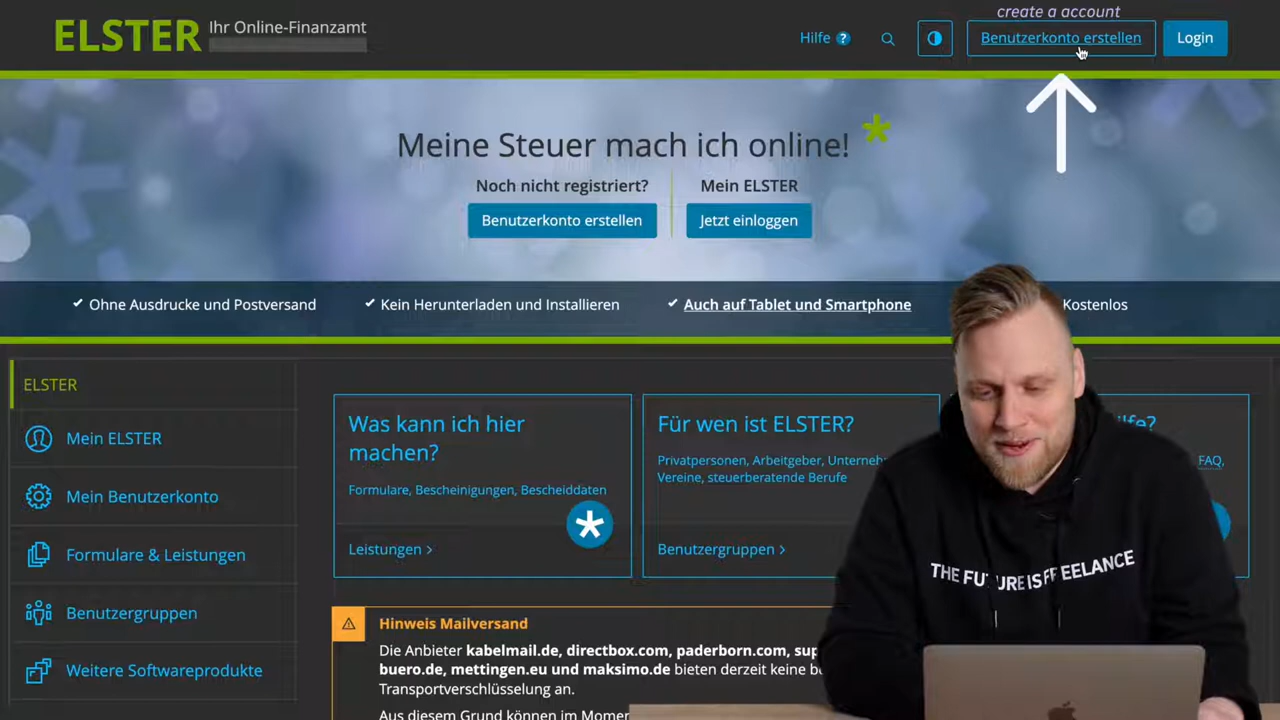 create a account
ELSTER
Ihr Online-Finanzamt
Hilfe ?
Benutzerkonto erstellen
Login
Meine Steuer mach ich online!
Noch nicht registriert?
Mein ELSTER
Benutzerkonto erstellen
Jetzt einloggen
Ohne Ausdrucke und Postversand
Kein Herunterladen und Installieren
Auch auf Tablet und Smartphone
Kostenlos
ELSTER
Mein ELSTER
Mein Benutzerkonto
Formulare & Leistungen
Benutzergruppen
Weitere Softwareprodukte
Was kann ich hier
machen?
Formulare, Bescheinigungen, Bescheiddaten
Leistungen >
Für wen ist ELSTER?
Privatpersonen, Arbeitgeber,
Vereine, steuerberatende Berufe
Benutzergruppen >
FAQ,
THE FUTURE IS FREELANCE
Hinweis Mailversand
Die Anbieter kabelmail.de, directbox.com, paderborn.com,
buero.de, mettingen.eu und maksimo.de bieten derzeit keine
Transportverschlüsselung an.
Aus diesem Grund können im